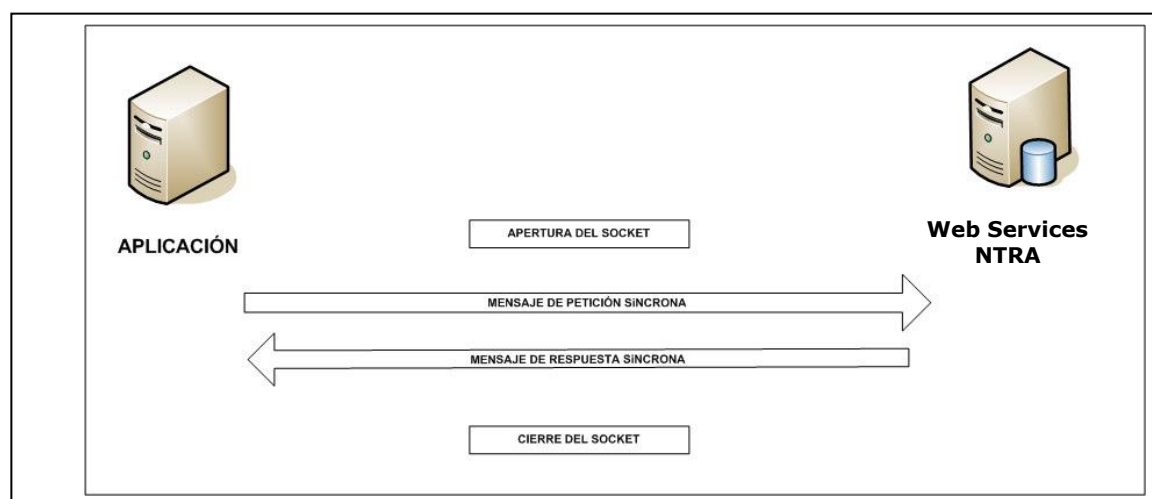 APLICACIÓN
Web Services
NTRA
APERTURA DEL SOCKET
MENSAJE DE PETICIÓN SíNCRONA
MENSAJE DE RESPUESTA SíNCRONA
CIERRE DEL SOCKET